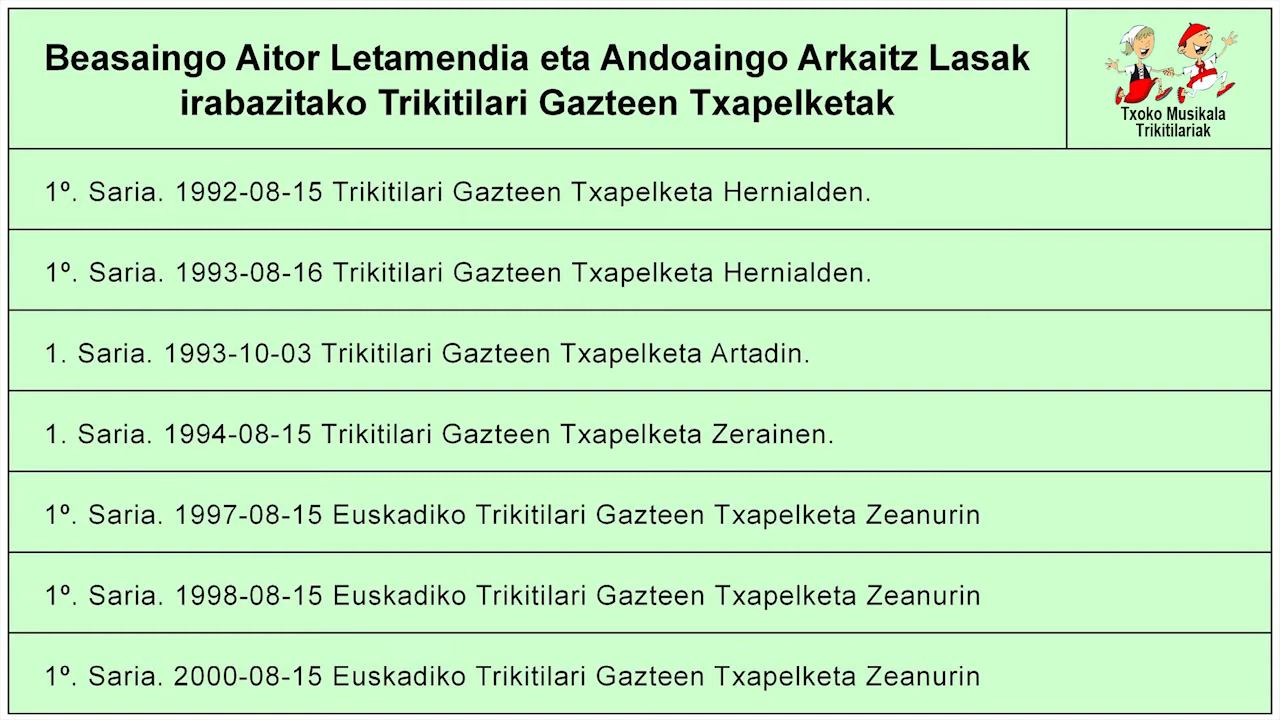 Beasaingo Aitor Letamendia eta Andoaingo Arkaitz Lasak
irabazitako Trikitilari Gazteen Txapelketak
Txoko Musikala
Trikitilariak
1º. Saria. 1992-08-15 Trikitilari Gazteen Txapelketa Hernialden.
1º. Saria. 1993-08-16 Trikitilari Gazteen Txapelketa Hernialden.
1. Saria. 1993-10-03 Trikitilari Gazteen Txapelketa Artadin.
1. Saria. 1994-08-15 Trikitilari Gazteen Txapelketa Zerainen.
1º. Saria. 1997-08-15 Euskadiko Trikitilari Gazteen Txapelketa Zeanurin
1º. Saria. 1998-08-15 Euskadiko Trikitilari Gazteen Txapelketa Zeanurin
1º. Saria. 2000-08-15 Euskadiko Trikitilari Gazteen Txapelketa Zeanurin